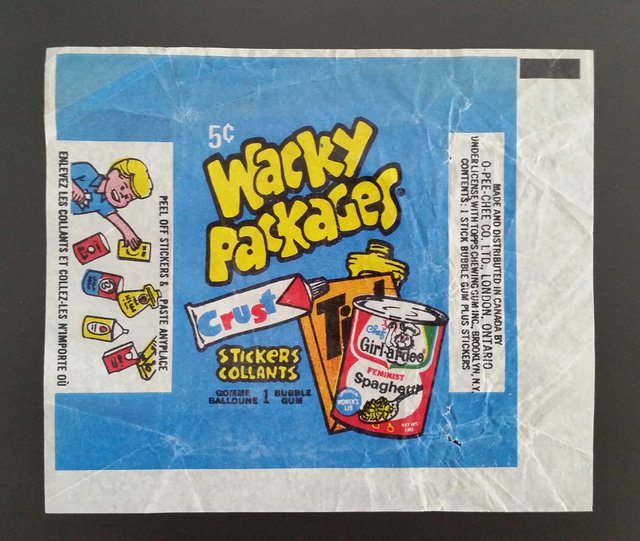 5¢
Wacky
Packages
PEEL OFF STICKERS & PASTE ANYPLACE
ENLEVEZ LES COLLANTS ET COLLEZ-LES N'IMPORTE OÙ
Crust
STICKERS
COLLANTS
GOMME 1 BUBBLE
BALLOUNE GUM
Chef
Girl-ardee
FEMINIST
Spaghetti
WOMEN'S
LIB
NET WT.
MADE AND DISTRIBUTED IN CANADA BY
O-PEE-CHEE CO. LTD., LONDON, ONTARIO
UNDER LICENSE WITH TOPPS CHEWING GUM INC., BROOKLYN, N.Y.
CONTENTS: 1 STICK BUBBLE GUM PLUS STICKERS